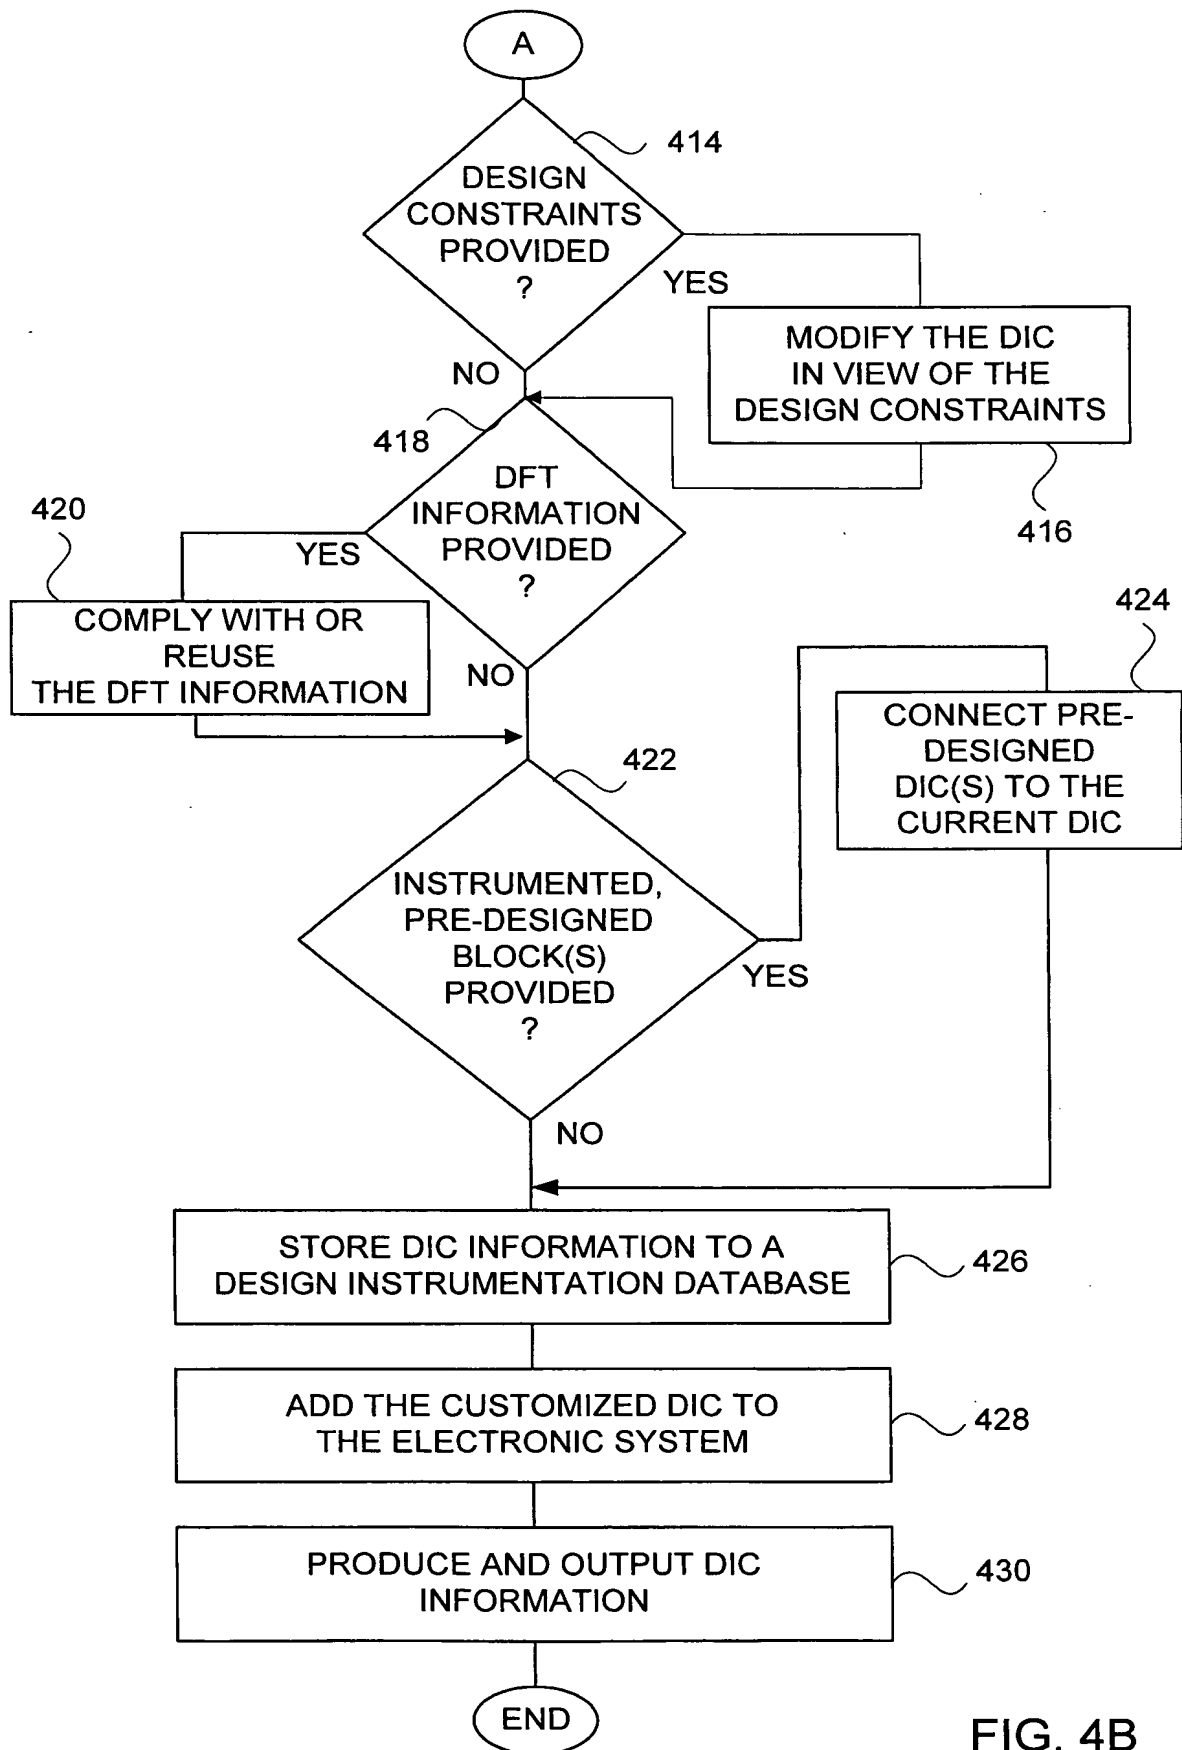 A
414
DESIGN
CONSTRAINTS
PROVIDED
?
YES
MODIFY THE DIC
IN VIEW OF THE
DESIGN CONSTRAINTS
416
NO
418
DFT
INFORMATION
PROVIDED
?
YES
420
COMPLY WITH OR
REUSE
THE DFT INFORMATION
NO
422
424
CONNECT PRE-
DESIGNED
DIC(S) TO THE
CURRENT DIC
INSTRUMENTED,
PRE-DESIGNED
BLOCK(S)
PROVIDED
?
YES
NO
STORE DIC INFORMATION TO A
DESIGN INSTRUMENTATION DATABASE
426
ADD THE CUSTOMIZED DIC TO
THE ELECTRONIC SYSTEM
428
PRODUCE AND OUTPUT DIC
INFORMATION
430
END
FIG. 4B